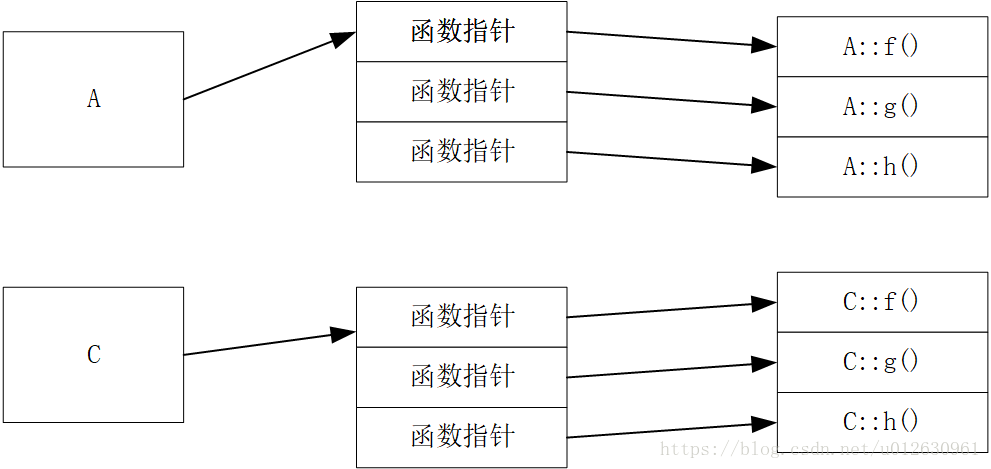 A
函数指针
函数指针
函数指针
A::f()
A::g()
A::h()
C
函数指针
函数指针
函数指针
C::f()
C::g()
C::h()
https://blog.csdn.net/u012630961